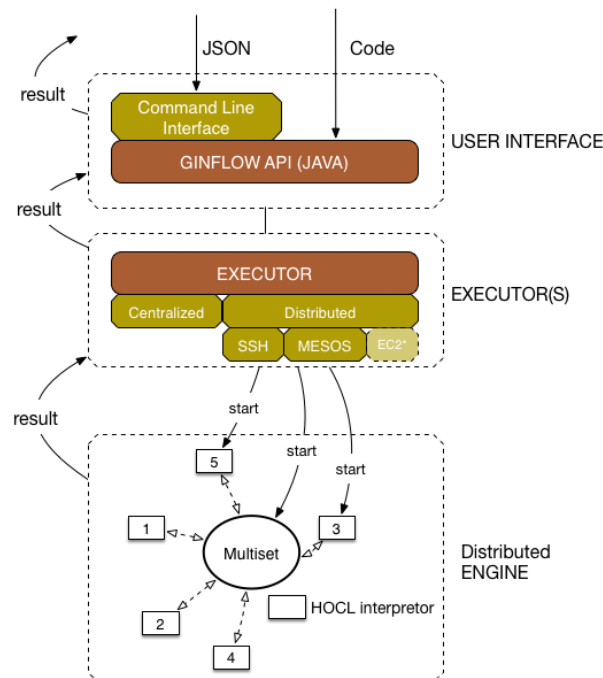 JSON
Code
result
Command Line
Interface
GINFLOW API (JAVA)
USER INTERFACE
result
EXECUTOR
Centralized
Distributed
SSH
MESOS
EC2*
EXECUTOR(S)
result
start
start
start
5
1
3
Multiset
2
4
HOCL interpretor
Distributed
ENGINE